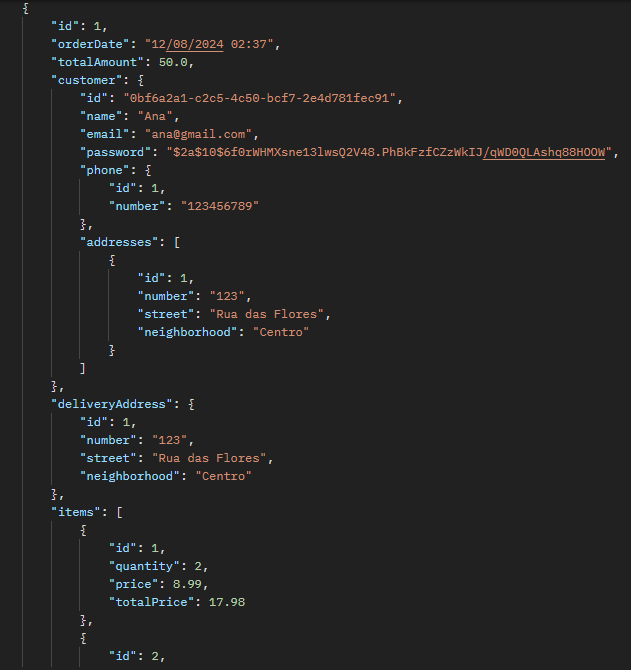 {
"id": 1,
"orderDate": "12/08/2024 02:37",
"totalAmount": 50.0,
"customer": {
"id": "0bf6a2a1-c2c5-4c50-bcf7-2e4d781fec91",
"name": "Ana",
"email": "ana@gmail.com",
"password": "$2a$10$6f0rWHMXsne13lwsQ2V48.PhBkFzfCZzWkIJ/qWD0QLAshq88HOOW",
"phone": {
"id": 1,
"number": "123456789"
},
"addresses": [
{
"id": 1,
"number": "123",
"street": "Rua das Flores",
"neighborhood": "Centro"
}
]
},
"deliveryAddress": {
"id": 1,
"number": "123",
"street": "Rua das Flores",
"neighborhood": "Centro"
},
"items": [
{
"id": 1,
"quantity": 2,
"price": 8.99,
"totalPrice": 17.98
},
{
"id": 2,